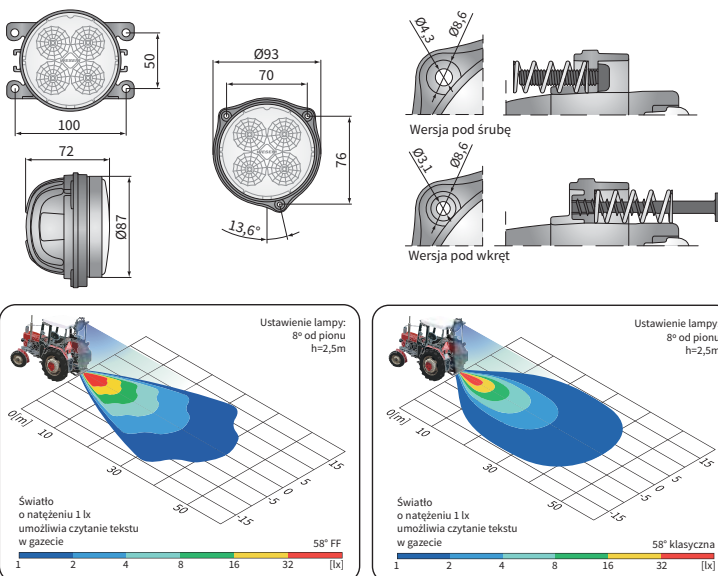 50
100
72
Ø87
Ø93
70
76
13,6°
Ø4,3
Ø8,6
Wersja pod śrubę
Ø3,1
Ø8,6
Wersja pod wkręt
Ustawienie lampy:
8º od pionu
h=2,5m
0[m]
10
30
50
-15
-5
0
5
15
Światło
o natężeniu 1 lx
umożliwia czytanie tekstu
w gazecie
58° FF
1
2
4
8
16
32
[lx]
Ustawienie lampy
8º od pionu
h=2,5m
0[m]
10
30
50
-15
-5
0
5
15
Światło
o natężeniu 1 lx
umożliwia czytanie tekstu
w gazecie
58° klasyczna
1
2
4
8
16
32
[lx]